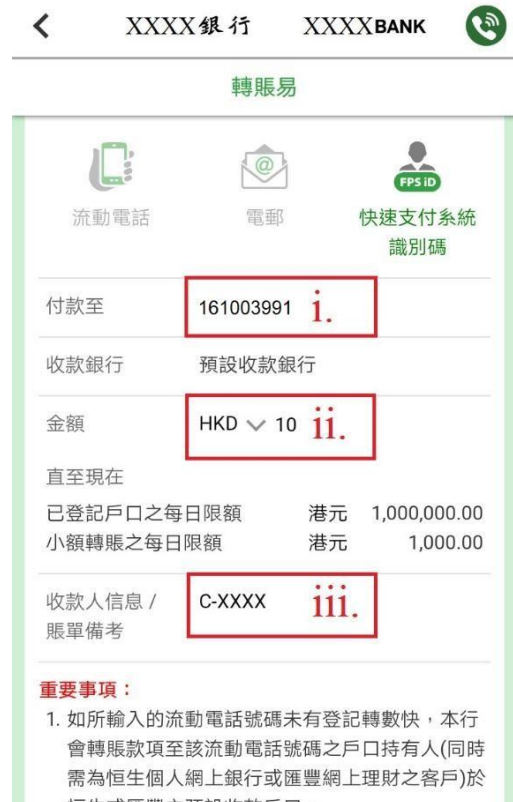 XXXX銀行 XXXXBANK
轉賬易
@
FPS iD
流動電話 電郵 快速支付系統
識別碼
付款至 161003991 i.
收款銀行 預設收款銀行
金額 HKD 10 ii.
直至現在
已登記戶口之每日限額 港元 1,000,000.00
小額轉賬之每日限額 港元 1,000.00
收款人信息 / C-XXXX iii.
賬單備考
重要事項：
1. 如所輸入的流動電話號碼未有登記轉數快，本行
會轉賬款項至該流動電話號碼之戶口持有人(同時
需為恒生個人網上銀行或匯豐網上理財之客戶)於